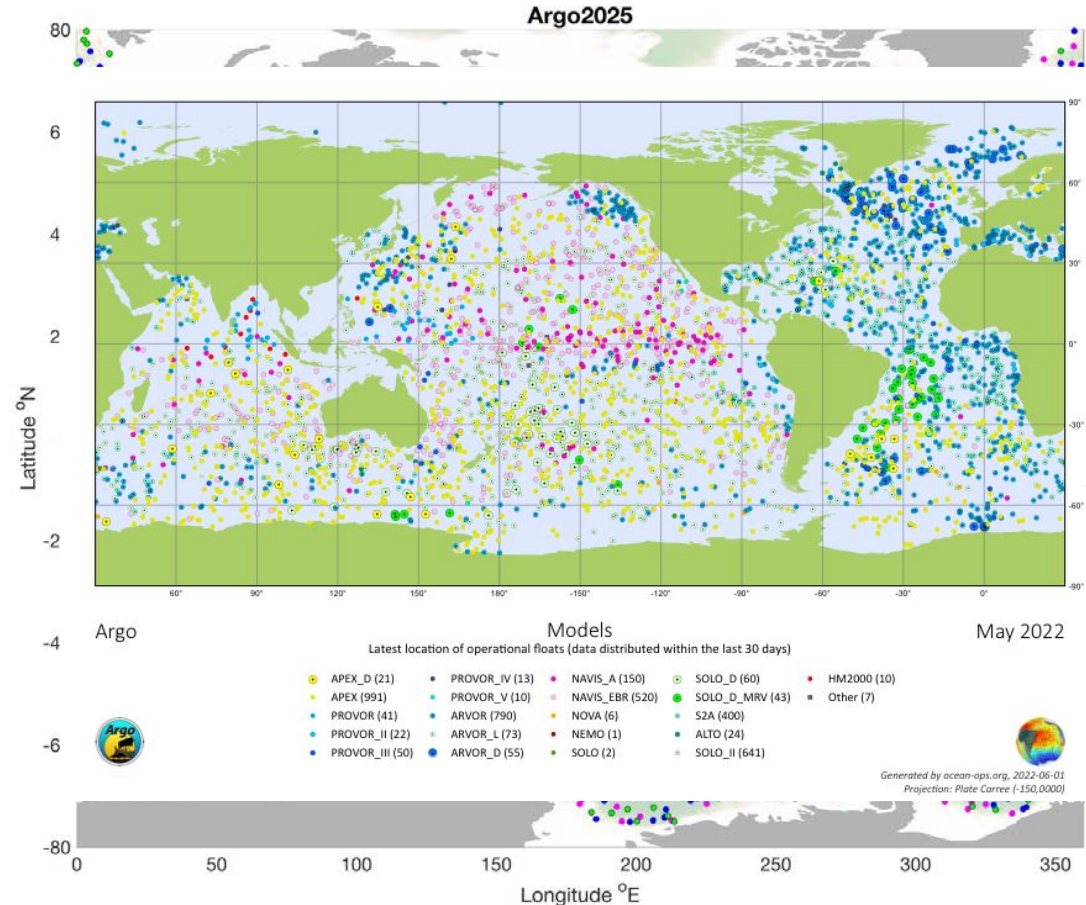 Argo2025
80
90°
6
60°
4
30°
2
0°
Latitude °N
-30°
-60°
-2
-90°
60° 90° 120° 150° 180° -150° -120° -90° -60° -30° 0°
Argo Models May 2022
-4
Latest location of operational floats (data distributed within the last 30 days)
APEX_D (21) PROVOR_IV (13) NAVIS_A (150) SOLO_D (60) HM2000 (10)
APEX (991) PROVOR_V (10) NAVIS_EBR (520) SOLO_D_MRV (43) Other (7)
PROVOR (41) ARVOR (790) NOVA (6) S2A (400)
PROVOR_II (22) ARVOR_L (73) NEMO (1) ALTO (24)
PROVOR_III (50) ARVOR_D (55) SOLO (2) SOLO_II (641)
Argo
-6
Generated by ocean-ops.org, 2022-06-01
Projection: Plate Carree (-150,0000)
-80
0 50 100 150 200 250 300 350
Longitude °E